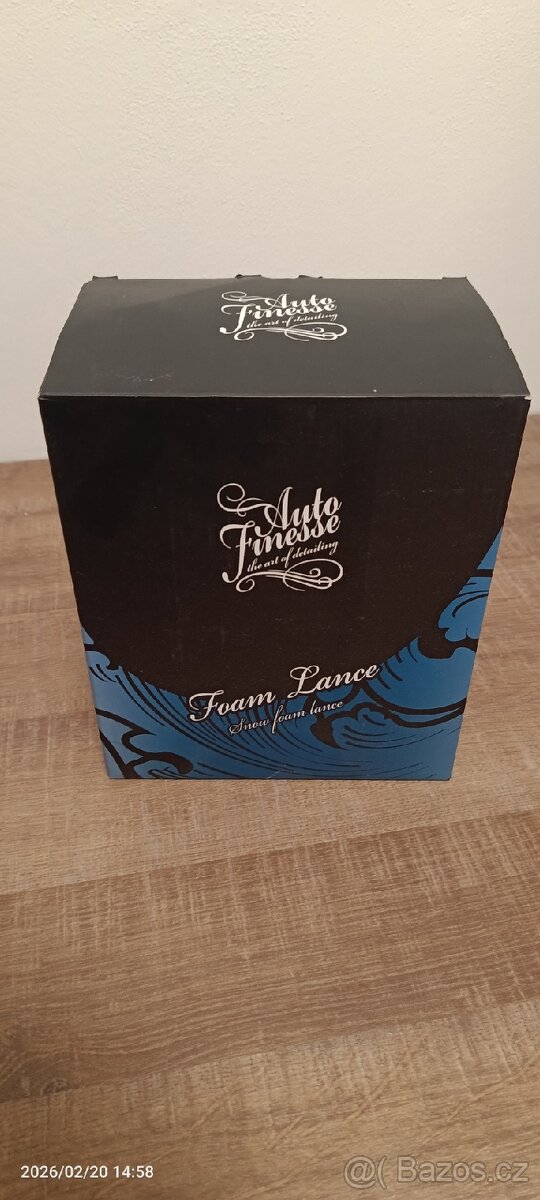 Auto
Finesse
the art of detailing
Auto
Finesse
the art of detailing
Foam Lance
Snow foam lance
2026/02/20 14:58
@ Bazoš.cz